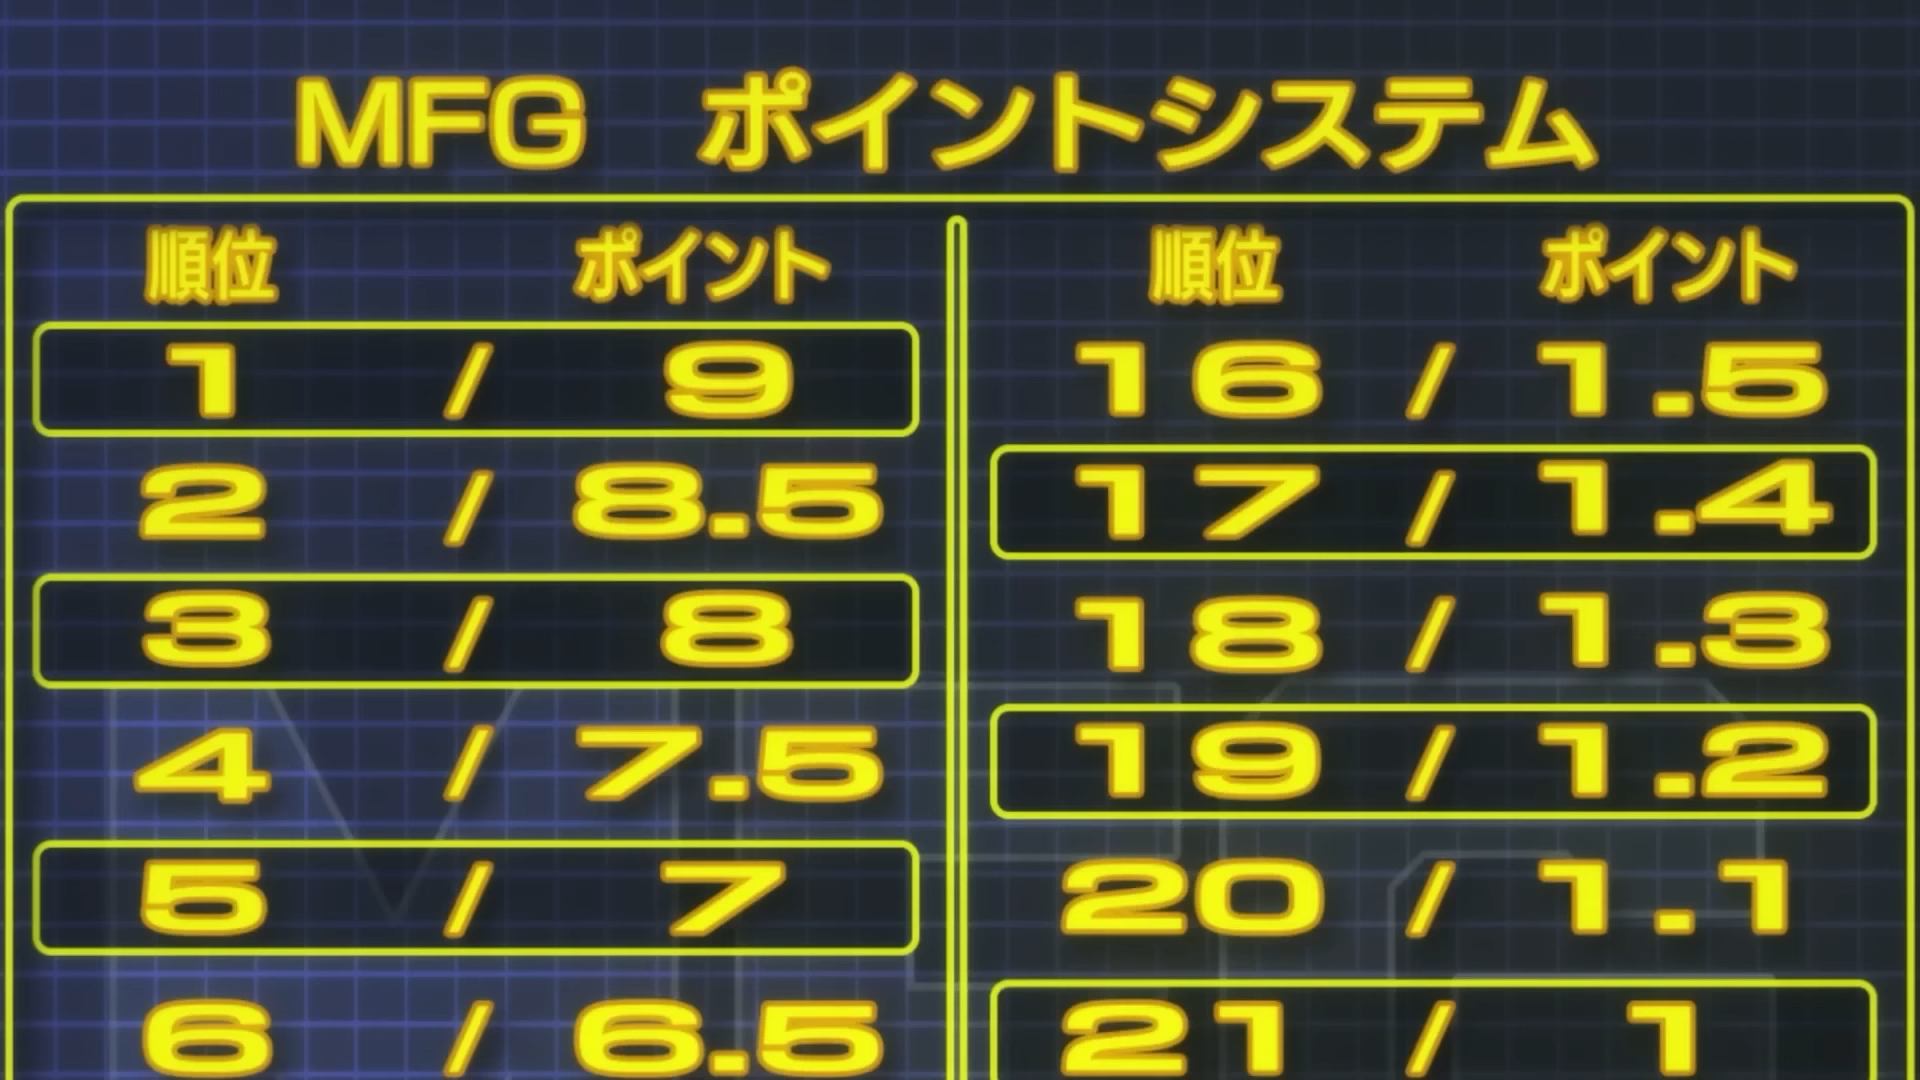 MFG ポイントシステム
順位 ポイント
1 / 9
2 / 8.5
3 / 8
4 / 7.5
5 / 7
6 / 6.5
順位 ポイント
16 / 1.5
17 / 1.4
18 / 1.3
19 / 1.2
20 / 1.1
21 / 1